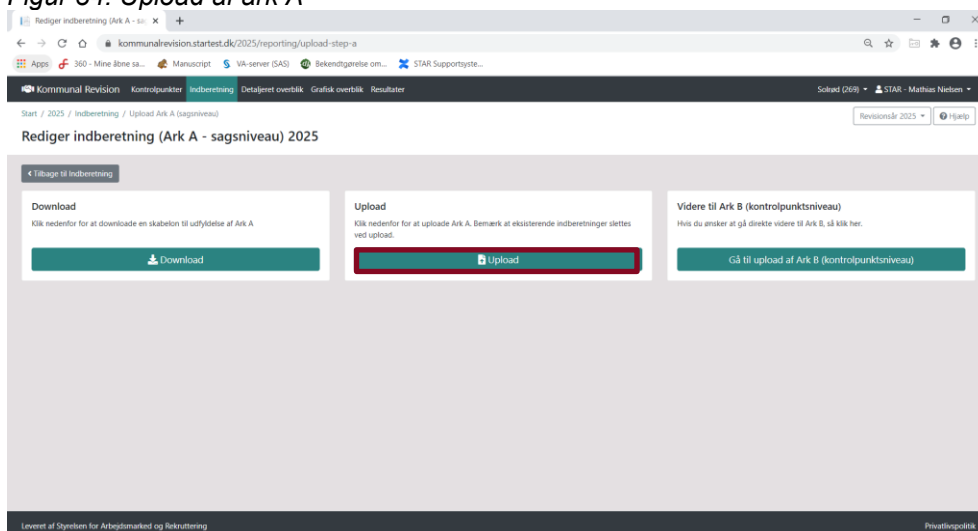 Figur 34: Upload af ark A
Rediger indberetning (Ark A - sa
kommunalrevision.startest.dk/2025/reporting/upload-step-a
Apps 360 - Mine åbne sa... Manuscript VA-server (SAS) Bekendtgørelse om... STAR Supportsyste...
Kommunal Revision Kontrolpunkter Indberetning Detaljeret overblik Grafisk overblik Resultater Solrød (269) STAR - Mathias Nielsen
Start / 2025 / Indberetning / Upload Ark A (sagsniveau) Revisionsår 2025 Hjælp
Rediger indberetning (Ark A - sagsniveau) 2025
Tilbage til Indberetning
Download
Klik nedenfor for at downloade en skabelon til udfyldelse af Ark A
Download
Upload
Klik nedenfor for at uploade Ark A. Bemærk at eksisterende indberetninger slettes
ved upload.
Upload
Videre til Ark B (kontrolpunktsniveau)
Hvis du ønsker at gå direkte videre til Ark B, så klik her.
Gå til upload af Ark B (kontrolpunktsniveau)
Leveret af Styrelsen for Arbejdsmarked og Rekruttering Privatlivspolitik